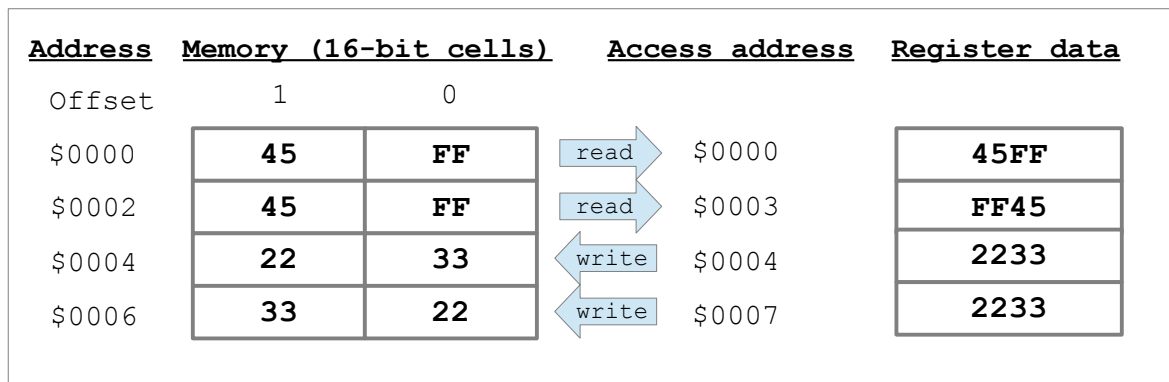 Address Memory (16-bit cells) Access address Register data
Offset 1 0
$0000 45 FF read $0000 45FF
$0002 45 FF read $0003 FF45
$0004 22 33 write $0004 2233
$0006 33 22 write $0007 2233